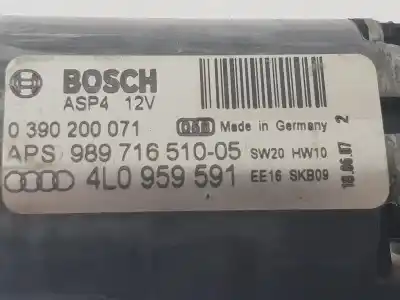 BOSCH
ASP4 12V
0 390 200 071 Made in Germany 2
APS 989 716 510-05 SW20 HW10
4L0 959 591 EE16 SKB09
18.06.07